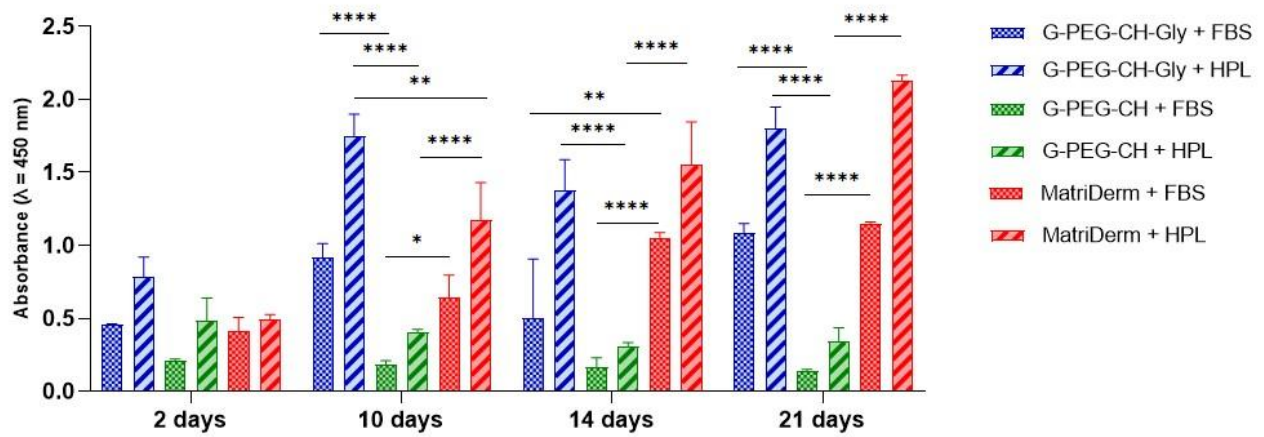 Absorbance (λ = 450 nm)
2.5
2.0
1.5
1.0
0.5
0.0
2 days
10 days
14 days
21 days
****
****
**
****
*
****
**
****
****
****
****
****
****
G-PEG-CH-Gly + FBS
G-PEG-CH-Gly + HPL
G-PEG-CH + FBS
G-PEG-CH + HPL
MatriDerm + FBS
MatriDerm + HPL